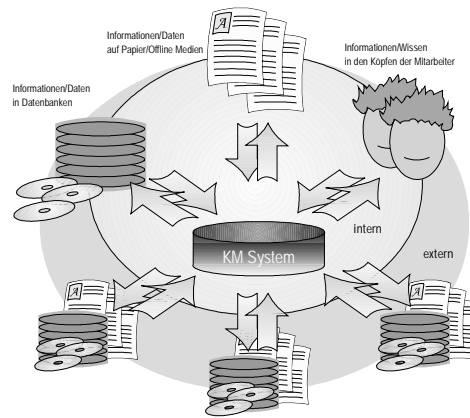 Informationen/Daten
auf Papier/Offline Medien
Informationen/Wissen
in den Köpfen der Mitarbeiter
Informationen/Daten
in Datenbanken
A
intern
KM System
extern
A
A